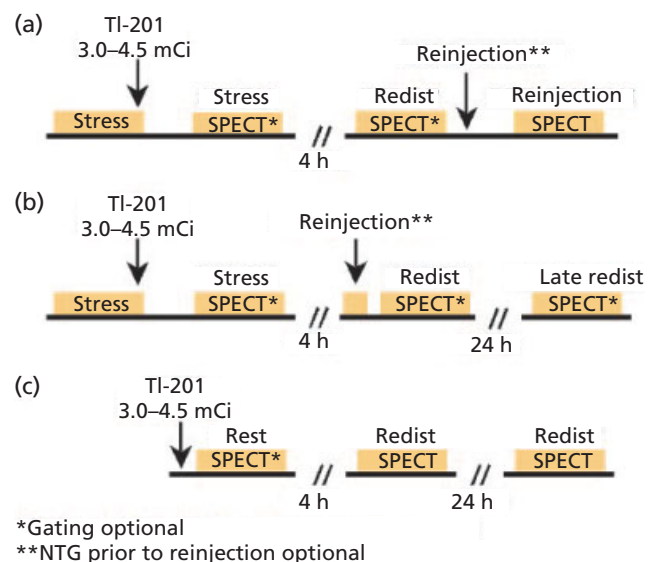 (a)
Tl-201
3.0–4.5 mCi
Reinjection**
Stress
Stress
SPECT*
Redist
SPECT*
Reinjection
SPECT
4 h
(b)
Tl-201
3.0–4.5 mCi
Reinjection**
Stress
Stress
SPECT*
Redist
SPECT*
Late redist
SPECT*
4 h
24 h
(c)
Tl-201
3.0–4.5 mCi
Rest
SPECT*
Redist
SPECT
Redist
SPECT
4 h
24 h
*Gating optional
**NTG prior to reinjection optional